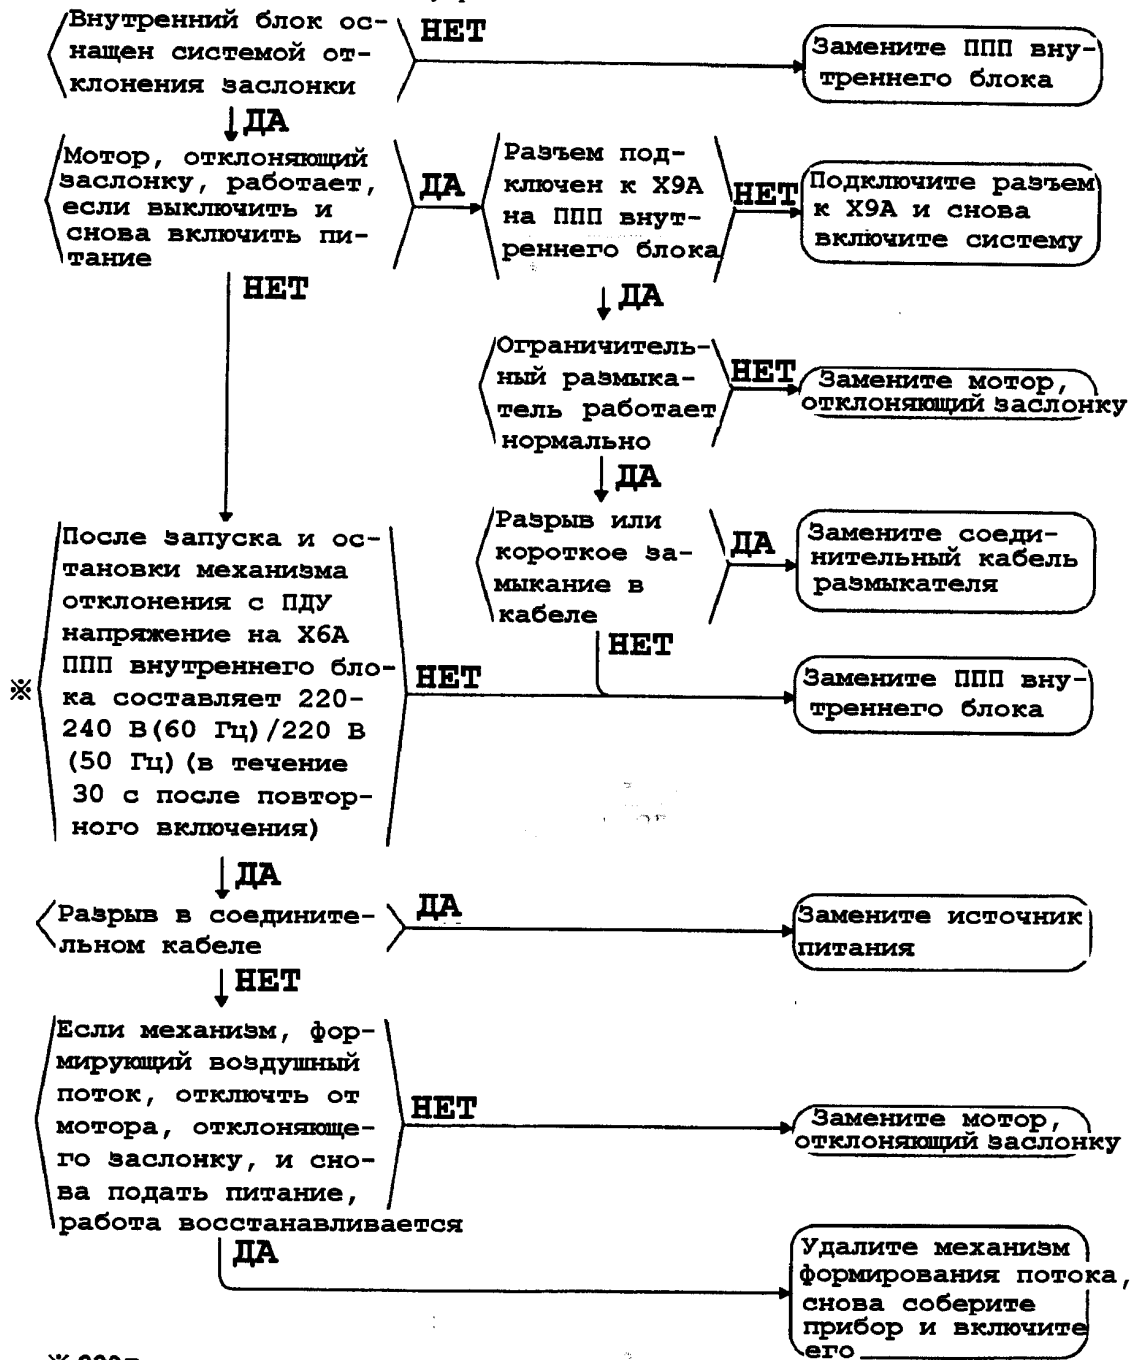 Внутренний блок ос-
нащен системой от-
клонения заслонки
НЕТ
Замените ППП вну-
треннего блока
ДА
Мотор, отклоняющий
заслонку, работает,
если выключить и
снова включить пи-
тание
ДА
Разъем под-
ключен к X9A
на ППП внут-
реннего блока
НЕТ
Подключите разъем
к X9A и снова
включите систему
НЕТ
ДА
Ограничитель-
ный размыка-
тель работает
нормально
НЕТ
Замените мотор,
отклоняющий заслонку
ДА
Разрыв или
короткое за-
мыкание в
кабеле
ДА
Замените соеди-
нительный кабель
размыкателя
НЕТ
※
После запуска и ос-
тановки механизма
отклонения с ПДУ
напряжение на X6A
ППП внутреннего бло-
ка составляет 220-
240 В(60 Гц)/220 В
(50 Гц)(в течение
30 с после повтор-
ного включения)
НЕТ
Замените ППП вну-
треннего блока
ДА
Разрыв в соедините-
льном кабеле
ДА
Замените источник
питания
НЕТ
Если механизм, фор-
мирующий воздушный
поток, отключть от
мотора, отклоняюще-
го заслонку, и сно-
ва подать питание,
работа восстанавливается
НЕТ
Замените мотор,
отклоняющий заслонку
ДА
Удалите механизм
формирования потока,
снова соберите
прибор и включите
его